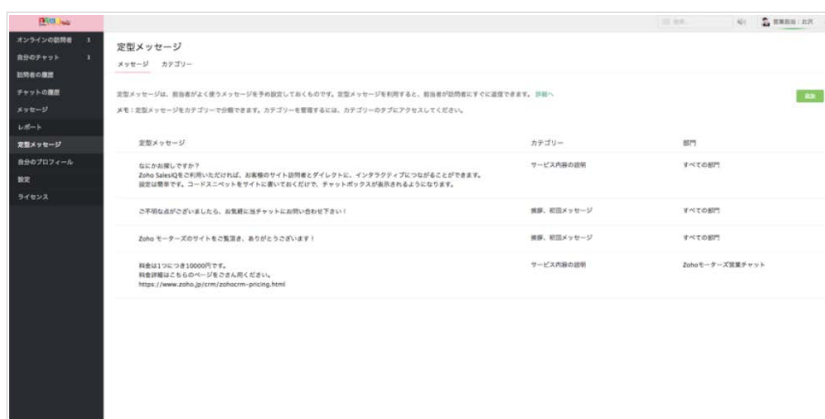 オンラインの訪問者 3
自分のチャット 1
訪問者の履歴
チャットの履歴
メッセージ
レポート
定型メッセージ
自分のプロフィール
設定
ライセンス
営業担当：北沢
定型メッセージ
メッセージ カテゴリー
定型メッセージは、担当者がよく使うメッセージを予め設定しておくものです。定型メッセージを利用すると、担当者が訪問者にすぐに返信できます。 詳細へ
追加
メモ：定型メッセージをカテゴリーで分類できます。カテゴリーを管理するには、カテゴリーのタブにアクセスしてください。
定型メッセージ カテゴリー 部門
なにかお探しですか？ サービス内容の説明 すべての部門
Zoho SalesIQをご利用いただければ、お客様のサイト訪問者とダイレクトに、インタラクティブにつながることができます。
設定は簡単です。コードスニペットをサイトに書いておくだけで、チャットボックスが表示されるようになります。
ご不明な点がございましたら、お気軽に当チャットにお問い合わせ下さい！ 挨拶、初回メッセージ すべての部門
Zoho モーターズのサイトをご覧頂き、ありがとうございます！ 挨拶、初回メッセージ すべての部門
料金は1つにつき10000円です。 サービス内容の説明 Zohoモーターズ営業チャット
料金詳細はこちらのページをごさん用ください。
https://www.zoho.jp/crm/zohocrm-pricing.html